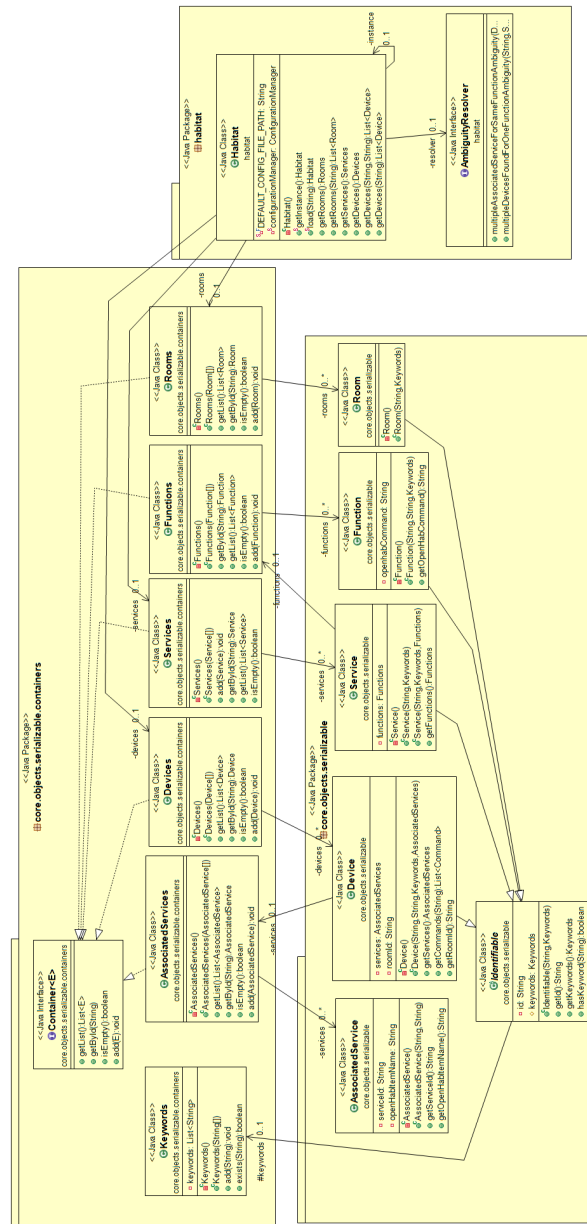 <<Java Package>>
core.objects.serializable.containers
<<Java Interface>>
Container<E>
core.objects.serializable.containers
getList():List<E>
getById(String)
isEmpty():boolean
add(E):void
<<Java Class>>
Keywords
core.objects.serializable.containers
keywords: List<String>
Keywords()
Keywords(String[])
add(String):void
exists(String):boolean
<<Java Class>>
AssociatedServices
core.objects.serializable.containers
AssociatedServices()
AssociatedServices(AssociatedService[])
getList():List<AssociatedService>
getById(String):AssociatedService
isEmpty():boolean
add(AssociatedService):void
<<Java Class>>
Devices
core.objects.serializable.containers
Devices()
Devices(Device[])
getList():List<Device>
getById(String):Device
isEmpty():boolean
add(Device):void
<<Java Class>>
Services
core.objects.serializable.containers
Services()
Services(Service[])
add(Service):void
getById(String):Service
getList():List<Service>
isEmpty():boolean
<<Java Class>>
Functions
core.objects.serializable.containers
Functions()
Functions(Function[])
getById(String):Function
getList():List<Function>
isEmpty():boolean
add(Function):void
<<Java Class>>
Rooms
core.objects.serializable.containers
Rooms()
Rooms(Room[])
getList():List<Room>
getById(String):Room
isEmpty():boolean
add(Room):void
-devices 0..1
-services 0..1
-rooms
0..1
<<Java Package>>
habitat
<<Java Class>>
Habitat
habitat
DEFAULT_CONFIG_FILE_PATH: String
configurationManager: ConfigurationManager
Habitat()
getInstance():Habitat
load(String):Habitat
getRooms():Rooms
getRooms(String):List<Room>
getServices():Services
getDevices():Devices
getDevices(String,String):List<Device>
getDevices(String):List<Device>
-instance
0..1
-resolver 0..1
<<Java Interface>>
AmbiguityResolver
habitat
multipleAssociatedServiceForSameFunctionAmbiguity(D...
multipleDevicesFoundForOneFunctionAmbiguity(String,S...
#keywords 0..1
-services 0..1
-functions 0..1
<<Java Package>>
core.objects.serializable
-services 0..*
-devices 0..*
-services 0..*
-functions 0..*
-rooms 0..*
<<Java Class>>
AssociatedService
core.objects.serializable
serviceId: String
openHabItemName: String
AssociatedService()
AssociatedService(String,String)
getServiceId():String
getOpenHabItemName():String
<<Java Class>>
Device
core.objects.serializable
services: AssociatedServices
roomId: String
Device()
Device(String,String,Keywords,AssociatedServices)
getServices():AssociatedServices
getCommands(String):List<Command>
getRoomId():String
<<Java Class>>
Service
core.objects.serializable
functions: Functions
Service()
Service(String,Keywords)
Service(String,Keywords,Functions)
getFunctions():Functions
<<Java Class>>
Function
core.objects.serializable
openhabCommand: String
Function()
Function(String,String,Keywords)
getOpenHabCommand():String
<<Java Class>>
Room
core.objects.serializable
Room()
Room(String,Keywords)
<<Java Class>>
Identifiable
core.objects.serializable
id: String
keywords: Keywords
Identifiable(String,Keywords)
getId():String
getKeywords():Keywords
hasKeyword(String):boolean